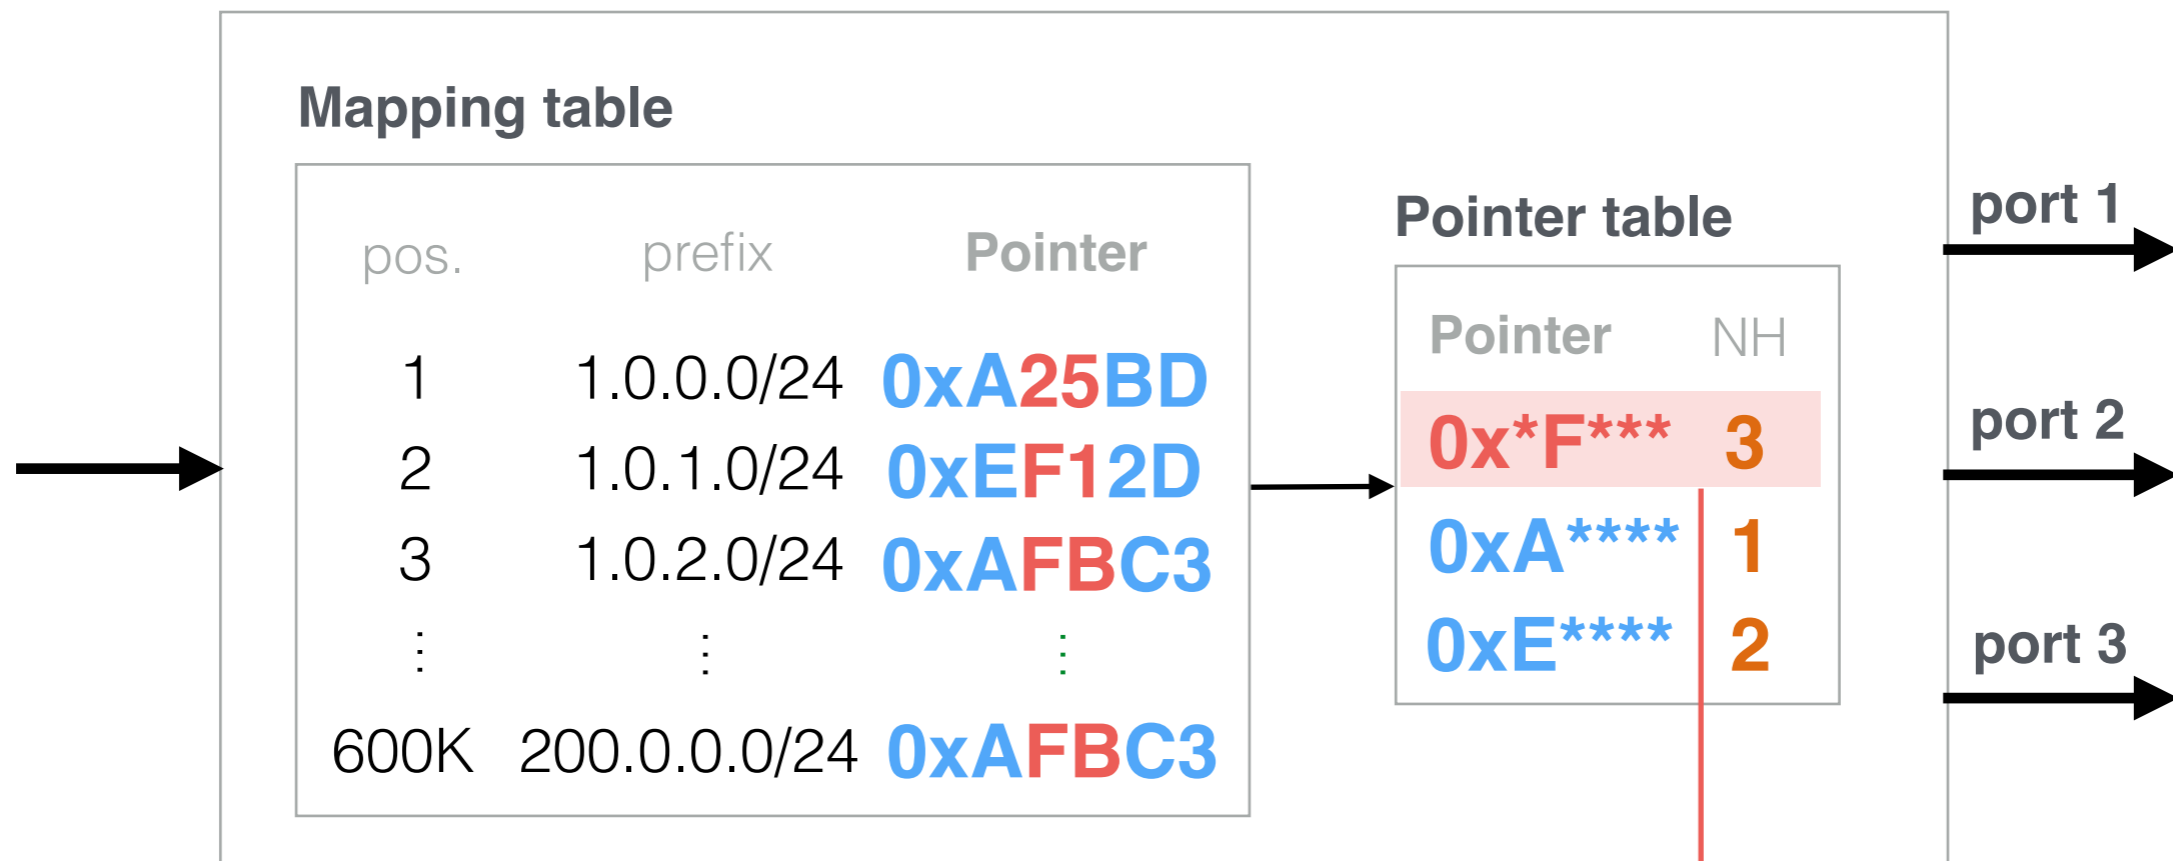 Mapping table
pos. prefix Pointer
1 1.0.0.0/24 0xA25BD
2 1.0.1.0/24 0xEF12D
3 1.0.2.0/24 0xAFBC3
⋮ ⋮ ⋮
600K 200.0.0.0/24 0xAFBC3
Pointer table
Pointer NH
0x*F*** 3
0xA**** 1
0xE**** 2
port 1
port 2
port 3